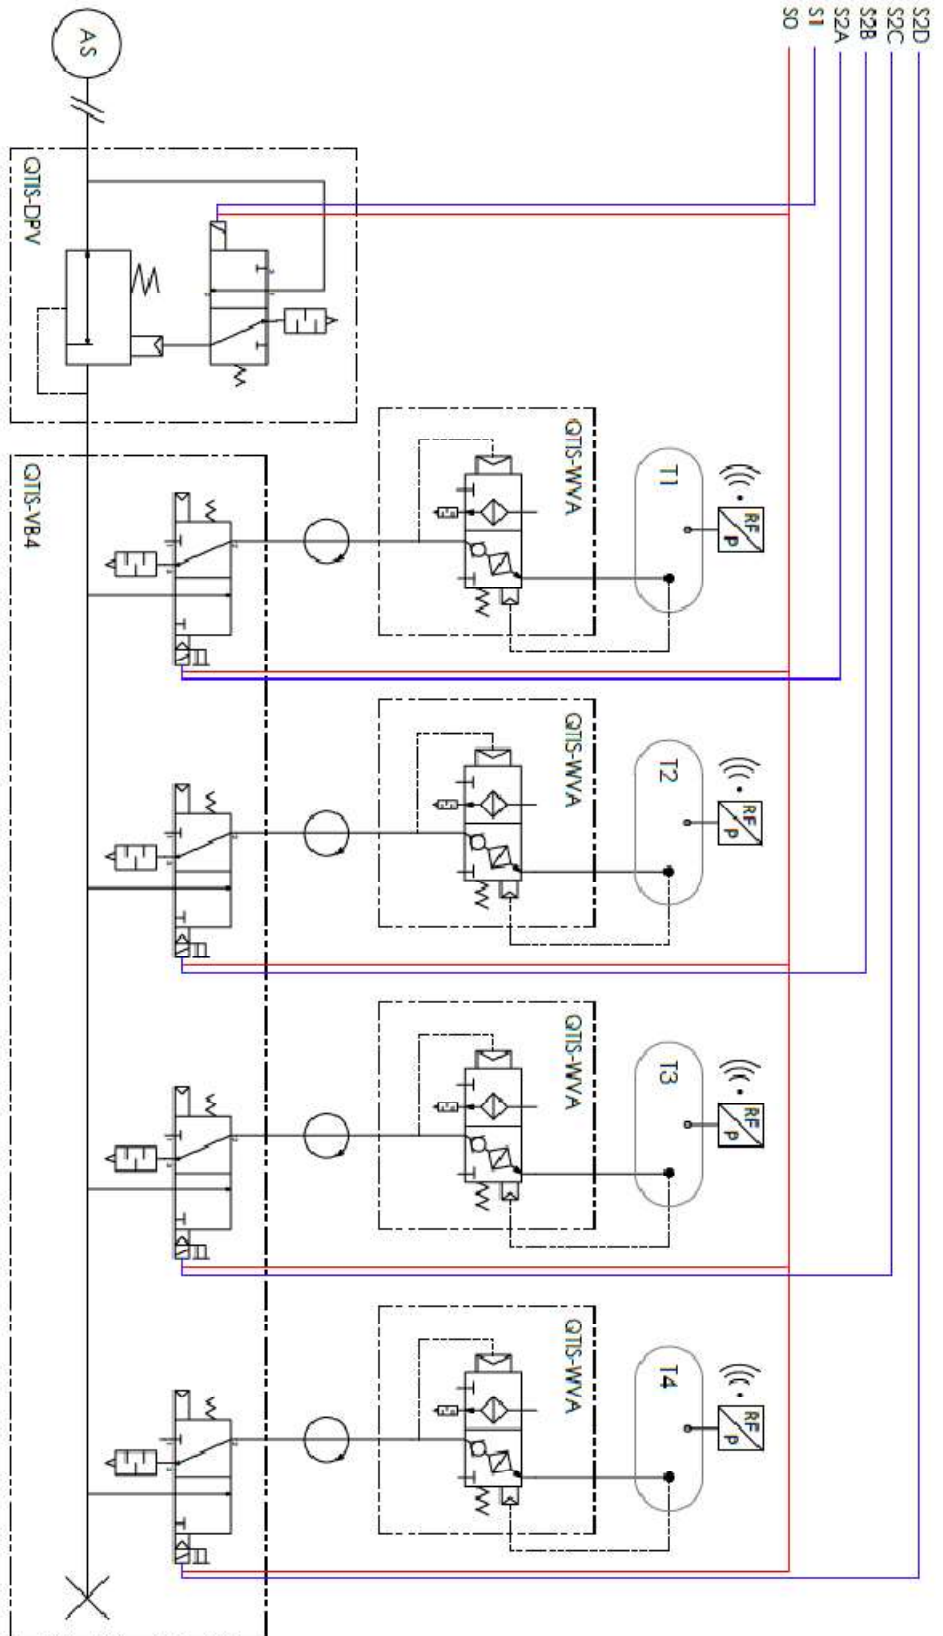 S2D
S2C
S2B
S2A
S1
S0
AS
QTIS-DPV
QTIS-VB4
QTIS-WVA
T1
RF
P
QTIS-WVA
T2
RF
P
QTIS-WVA
T3
RF
P
QTIS-WVA
T4
RF
P